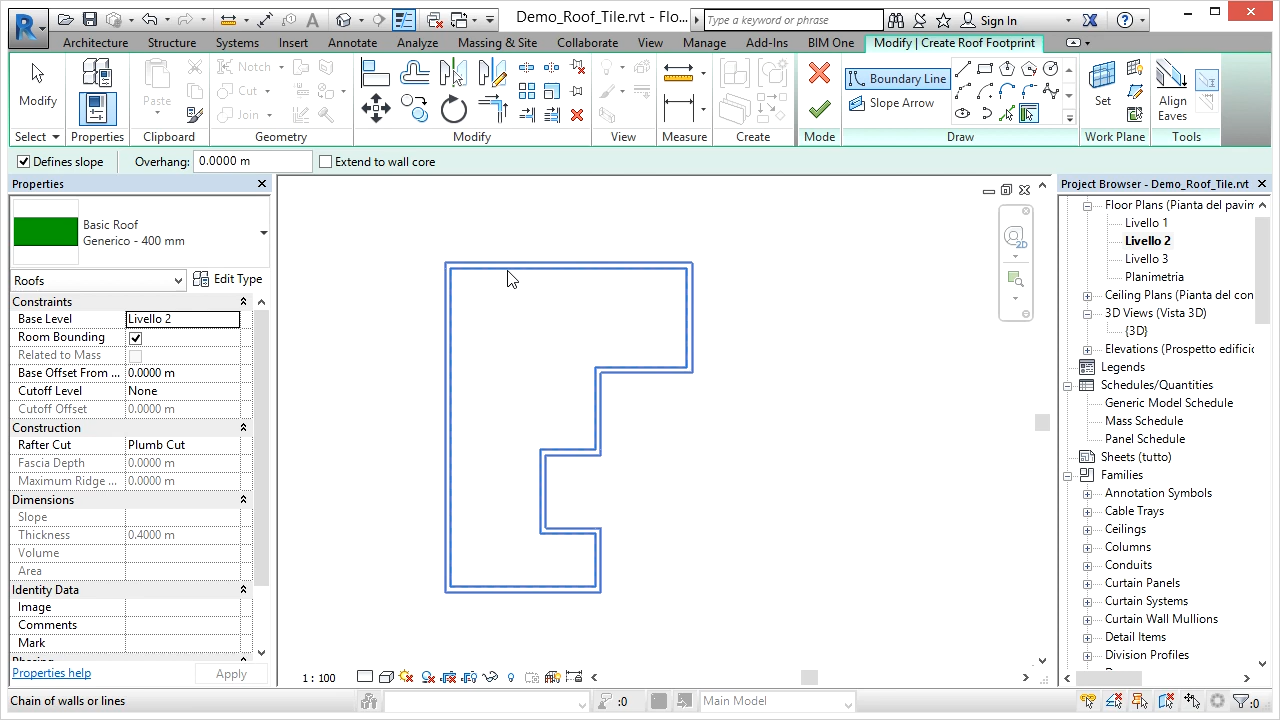 Demo_Roof_Tile.rvt - Flo...
Type a keyword or phrase
Sign In
Architecture
Structure
Systems
Insert
Annotate
Analyze
Massing & Site
Collaborate
View
Manage
Add-Ins
BIM One
Modify | Create Roof Footprint
Modify
Properties
Paste
Notch
Cut
Join
Boundary Line
Slope Arrow
Set
Align
Eaves
Select
Properties
Clipboard
Geometry
Modify
View
Measure
Create
Mode
Draw
Work Plane
Tools
Defines slope
Overhang:
0.0000 m
Extend to wall core
Properties
Basic Roof
Generico - 400 mm
Roofs
Edit Type
Constraints
Base Level
Livello 2
Room Bounding
Related to Mass
Base Offset From ...
0.0000 m
Cutoff Level
None
Cutoff Offset
0.0000 m
Construction
Rafter Cut
Plumb Cut
Fascia Depth
0.0000 m
Maximum Ridge ...
0.0000 m
Dimensions
Slope
Thickness
0.4000 m
Volume
Area
Identity Data
Image
Comments
Mark
Properties help
Apply
2D
1 : 100
Project Browser - Demo_Roof_Tile.rvt
Floor Plans (Pianta del pavim
Livello 1
Livello 2
Livello 3
Planimetria
Ceiling Plans (Pianta del con
3D Views (Vista 3D)
{3D}
Elevations (Prospetto edificio
Legends
Schedules/Quantities
Generic Model Schedule
Mass Schedule
Panel Schedule
Sheets (tutto)
Families
Annotation Symbols
Cable Trays
Ceilings
Columns
Conduits
Curtain Panels
Curtain Systems
Curtain Wall Mullions
Detail Items
Division Profiles
Chain of walls or lines
:0
Main Model
:0